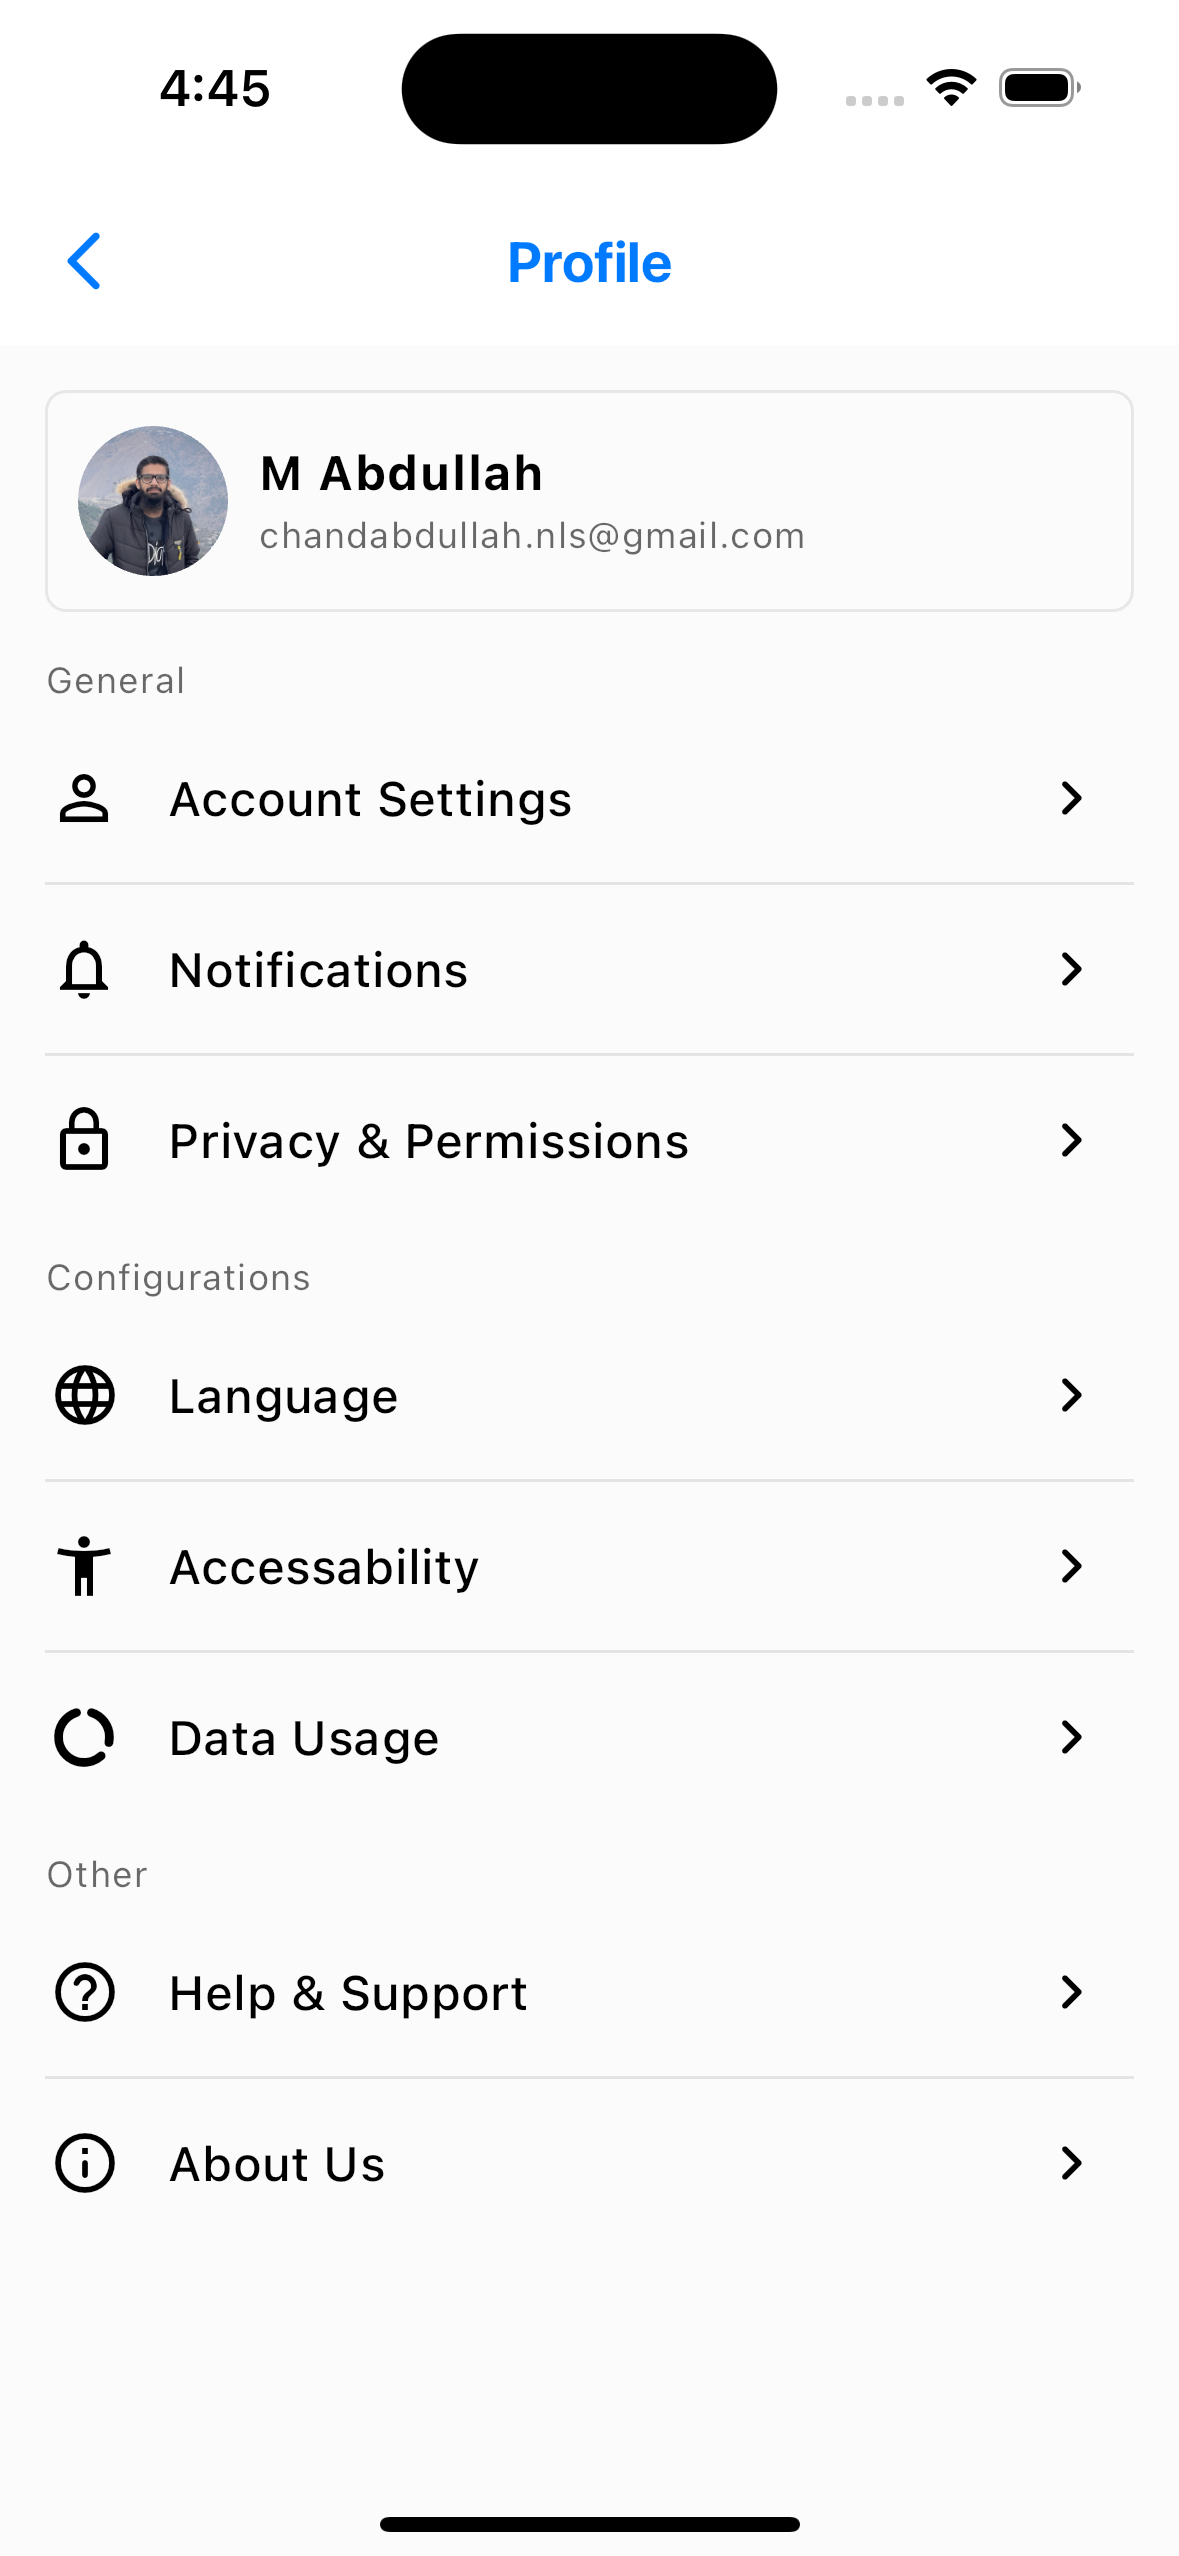 4:45
Profile
M Abdullah
chandabdullah.nls@gmail.com
General
Account Settings
Notifications
Privacy & Permissions
Configurations
Language
Accessability
Data Usage
Other
Help & Support
About Us